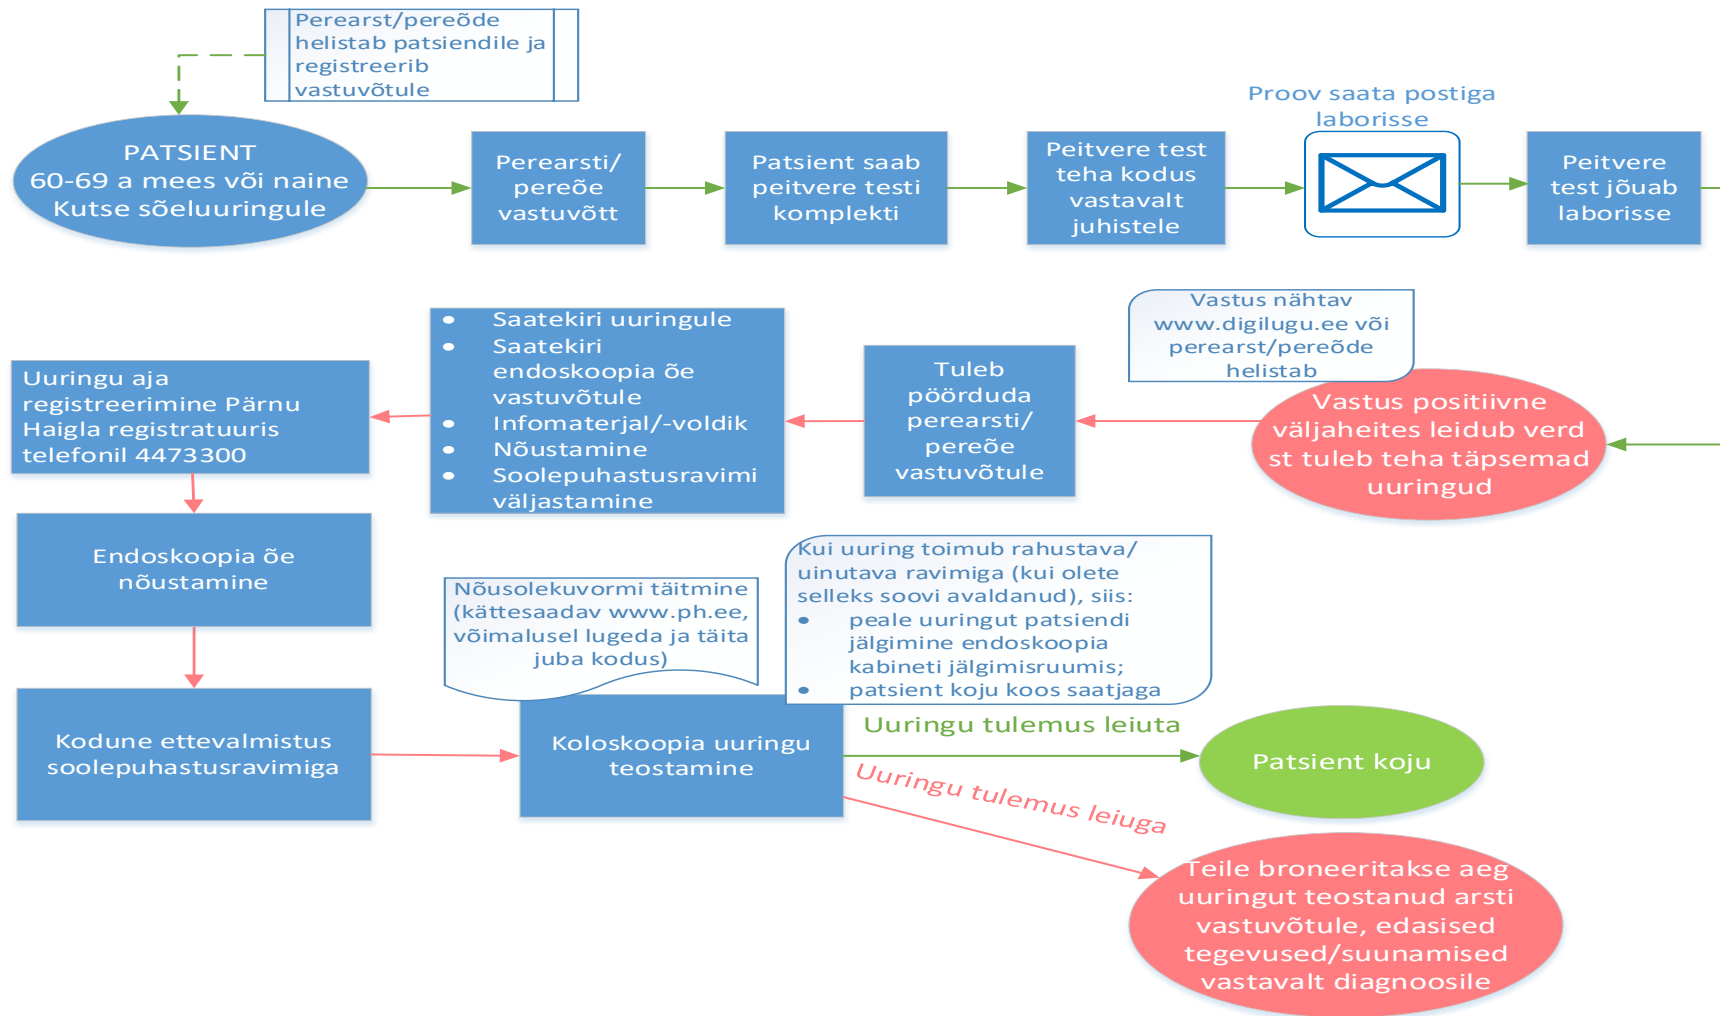 Perearst/pereõde
helistab patsiendile ja
registreerib
vastuvõtule
PATSIENT
60-69 a mees või naine
Kutse sõeluuringule
Perearsti/
pereõe
vastuvõtt
Patsient saab
peitvere testi
komplekti
Peitvere test
teha kodus
vastavalt
juhistele
Proov saata postiga
laborisse
Peitvere
test jõuab
laborisse
Vastus nähtav
www.digilugu.ee või
perearst/pereõde
helistab
Vastus positiivne
väljaheites leidub verd
st tuleb teha täpsemad
uuringud
Tuleb
pöörduda
perearsti/
pereõe
vastuvõtule
• Saatekiri uuringule
• Saatekiri
endoskoopia õe
vastuvõtule
• Infomaterjal/-voldik
• Nõustamine
• Soolepuhastusravimi
väljastamine
Uuringu aja
registreerimine Pärnu
Haigla registratuuris
telefonil 4473300
Endoskoopia õe
nõustamine
Kodune ettevalmistus
soolepuhastusravimiga
Nõusolekuvormi täitmine
(kättesaadav www.ph.ee,
võimalusel lugeda ja täita
juba kodus)
Kui uuring toimub rahustava/
uinutava ravimiga (kui olete
selleks soovi avaldanud), siis:
• peale uuringut patsiendi
jälgimine endoskoopia
kabineti jälgimisruumis;
• patsient koju koos saatjaga
Koloskoopia uuringu
teostamine
Uuringu tulemus leiuta
Patsient koju
Uuringu tulemus leiuga
Teile broneeritakse aeg
uuringut teostanud arsti
vastuvõtule, edasised
tegevused/suunamised
vastavalt diagnoosile